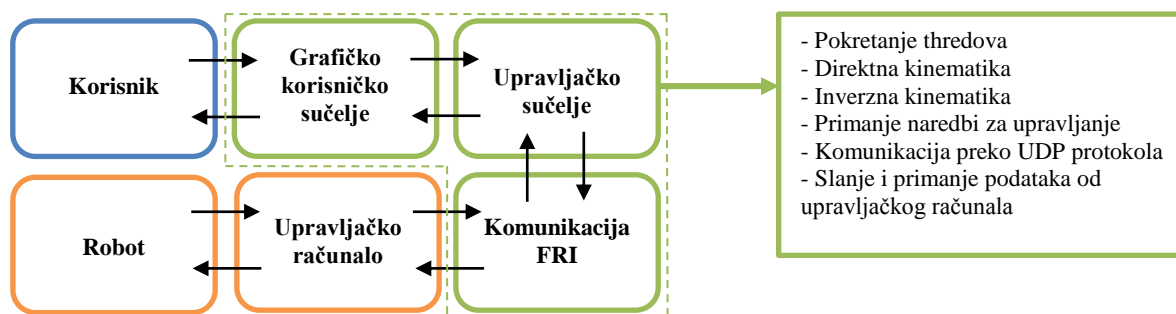 Korisnik
Grafičko
korisničko
sučelje
Upravljačko
sučelje
- Pokretanje thredova
- Direktna kinematika
- Inverzna kinematika
- Primanje naredbi za upravljanje
- Komunikacija preko UDP protokola
- Slanje i primanje podataka od
upravljačkog računala
Robot
Upravljačko
računalo
Komunikacija
FRI